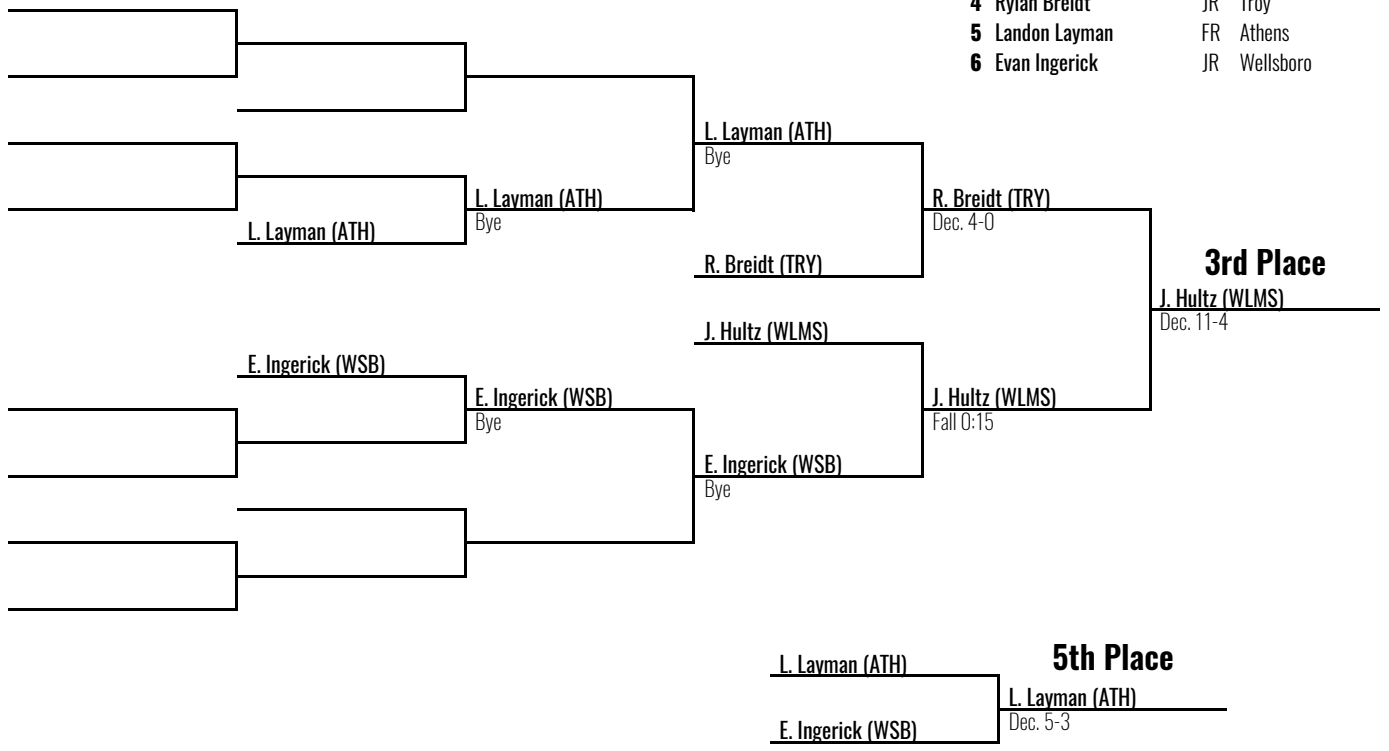 4 Rylan Breidt JR Troy
5 Landon Layman FR Athens
6 Evan Ingerick JR Wellsboro
L. Layman (ATH)
Bye
L. Layman (ATH)
Bye
R. Breidt (TRY)
Dec. 4-0
L. Layman (ATH)
R. Breidt (TRY)
3rd Place
J. Hultz (WLMS)
Dec. 11-4
J. Hultz (WLMS)
E. Ingerick (WSB)
E. Ingerick (WSB)
Bye
J. Hultz (WLMS)
Fall 0:15
E. Ingerick (WSB)
Bye
5th Place
L. Layman (ATH)
L. Layman (ATH)
Dec. 5-3
E. Ingerick (WSB)